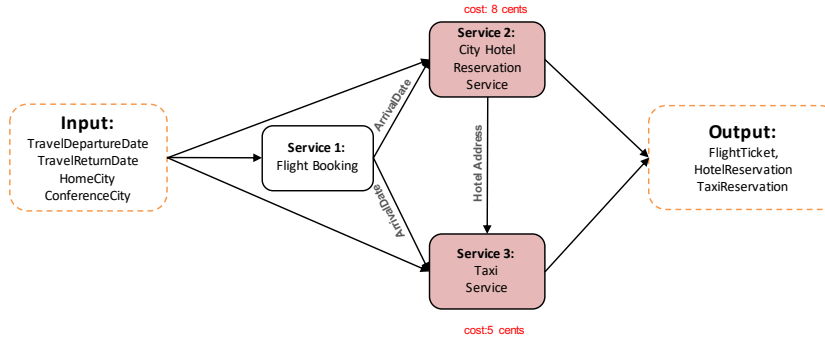 cost: 8 cents
Service 2:
City Hotel
Reservation
Service
Input:
TravelDepartureDate
TravelReturnDate
HomeCity
ConferenceCity
Service 1:
Flight Booking
ArrivalDate
ArrivalDate
Hotel Address
Output:
FlightTicket,
HotelReservation
TaxiReservation
Service 3:
Taxi
Service
cost:5 cents